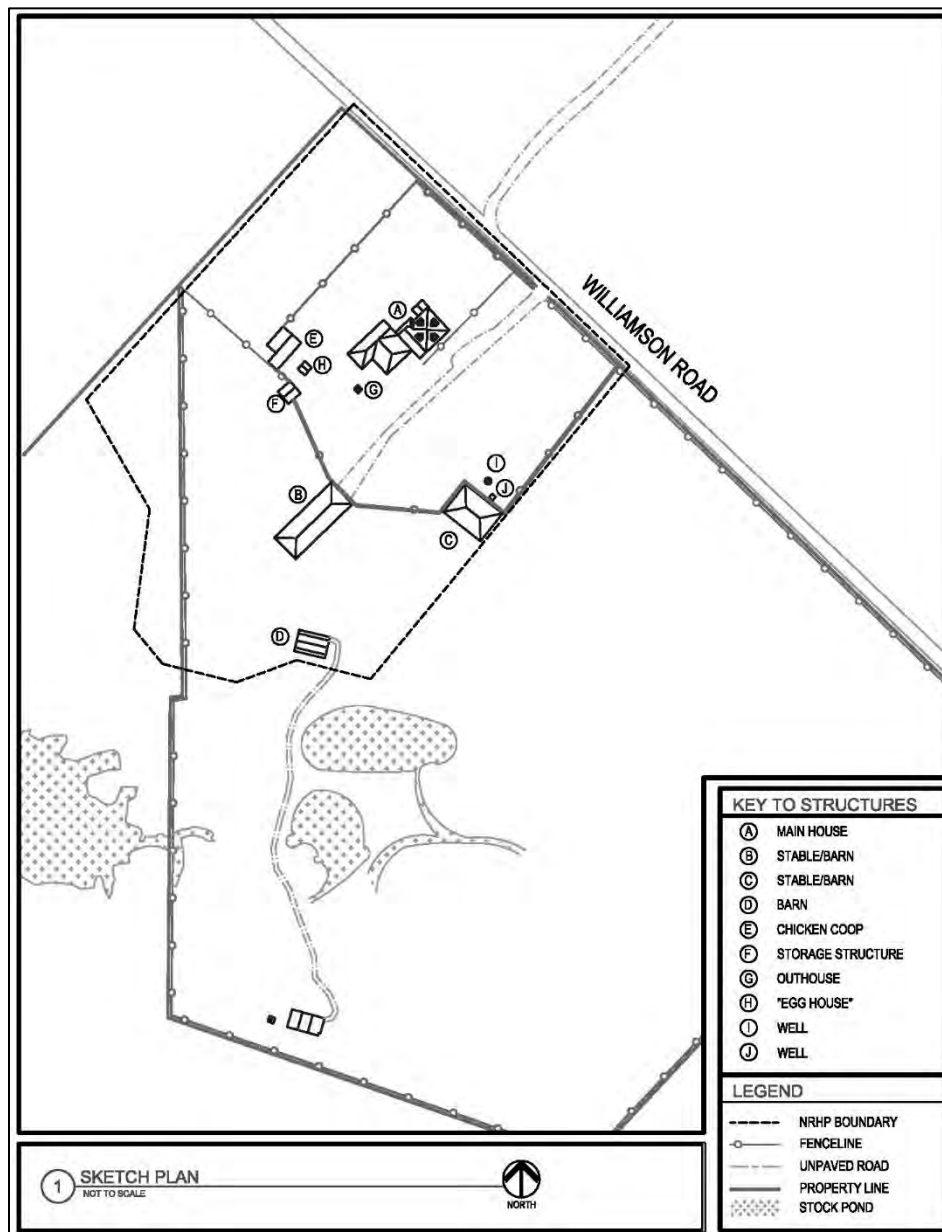 WILLIAMSON ROAD
A
E
H
F
G
I
B
J
C
D
KEY TO STRUCTURES
A MAIN HOUSE
B STABLE/BARN
C STABLE/BARN
D BARN
E CHICKEN COOP
F STORAGE STRUCTURE
G OUTHOUSE
H "EGG HOUSE"
I WELL
J WELL
LEGEND
NRHP BOUNDARY
FENCELINE
UNPAVED ROAD
PROPERTY LINE
STOCK POND
1 SKETCH PLAN
NOT TO SCALE
NORTH